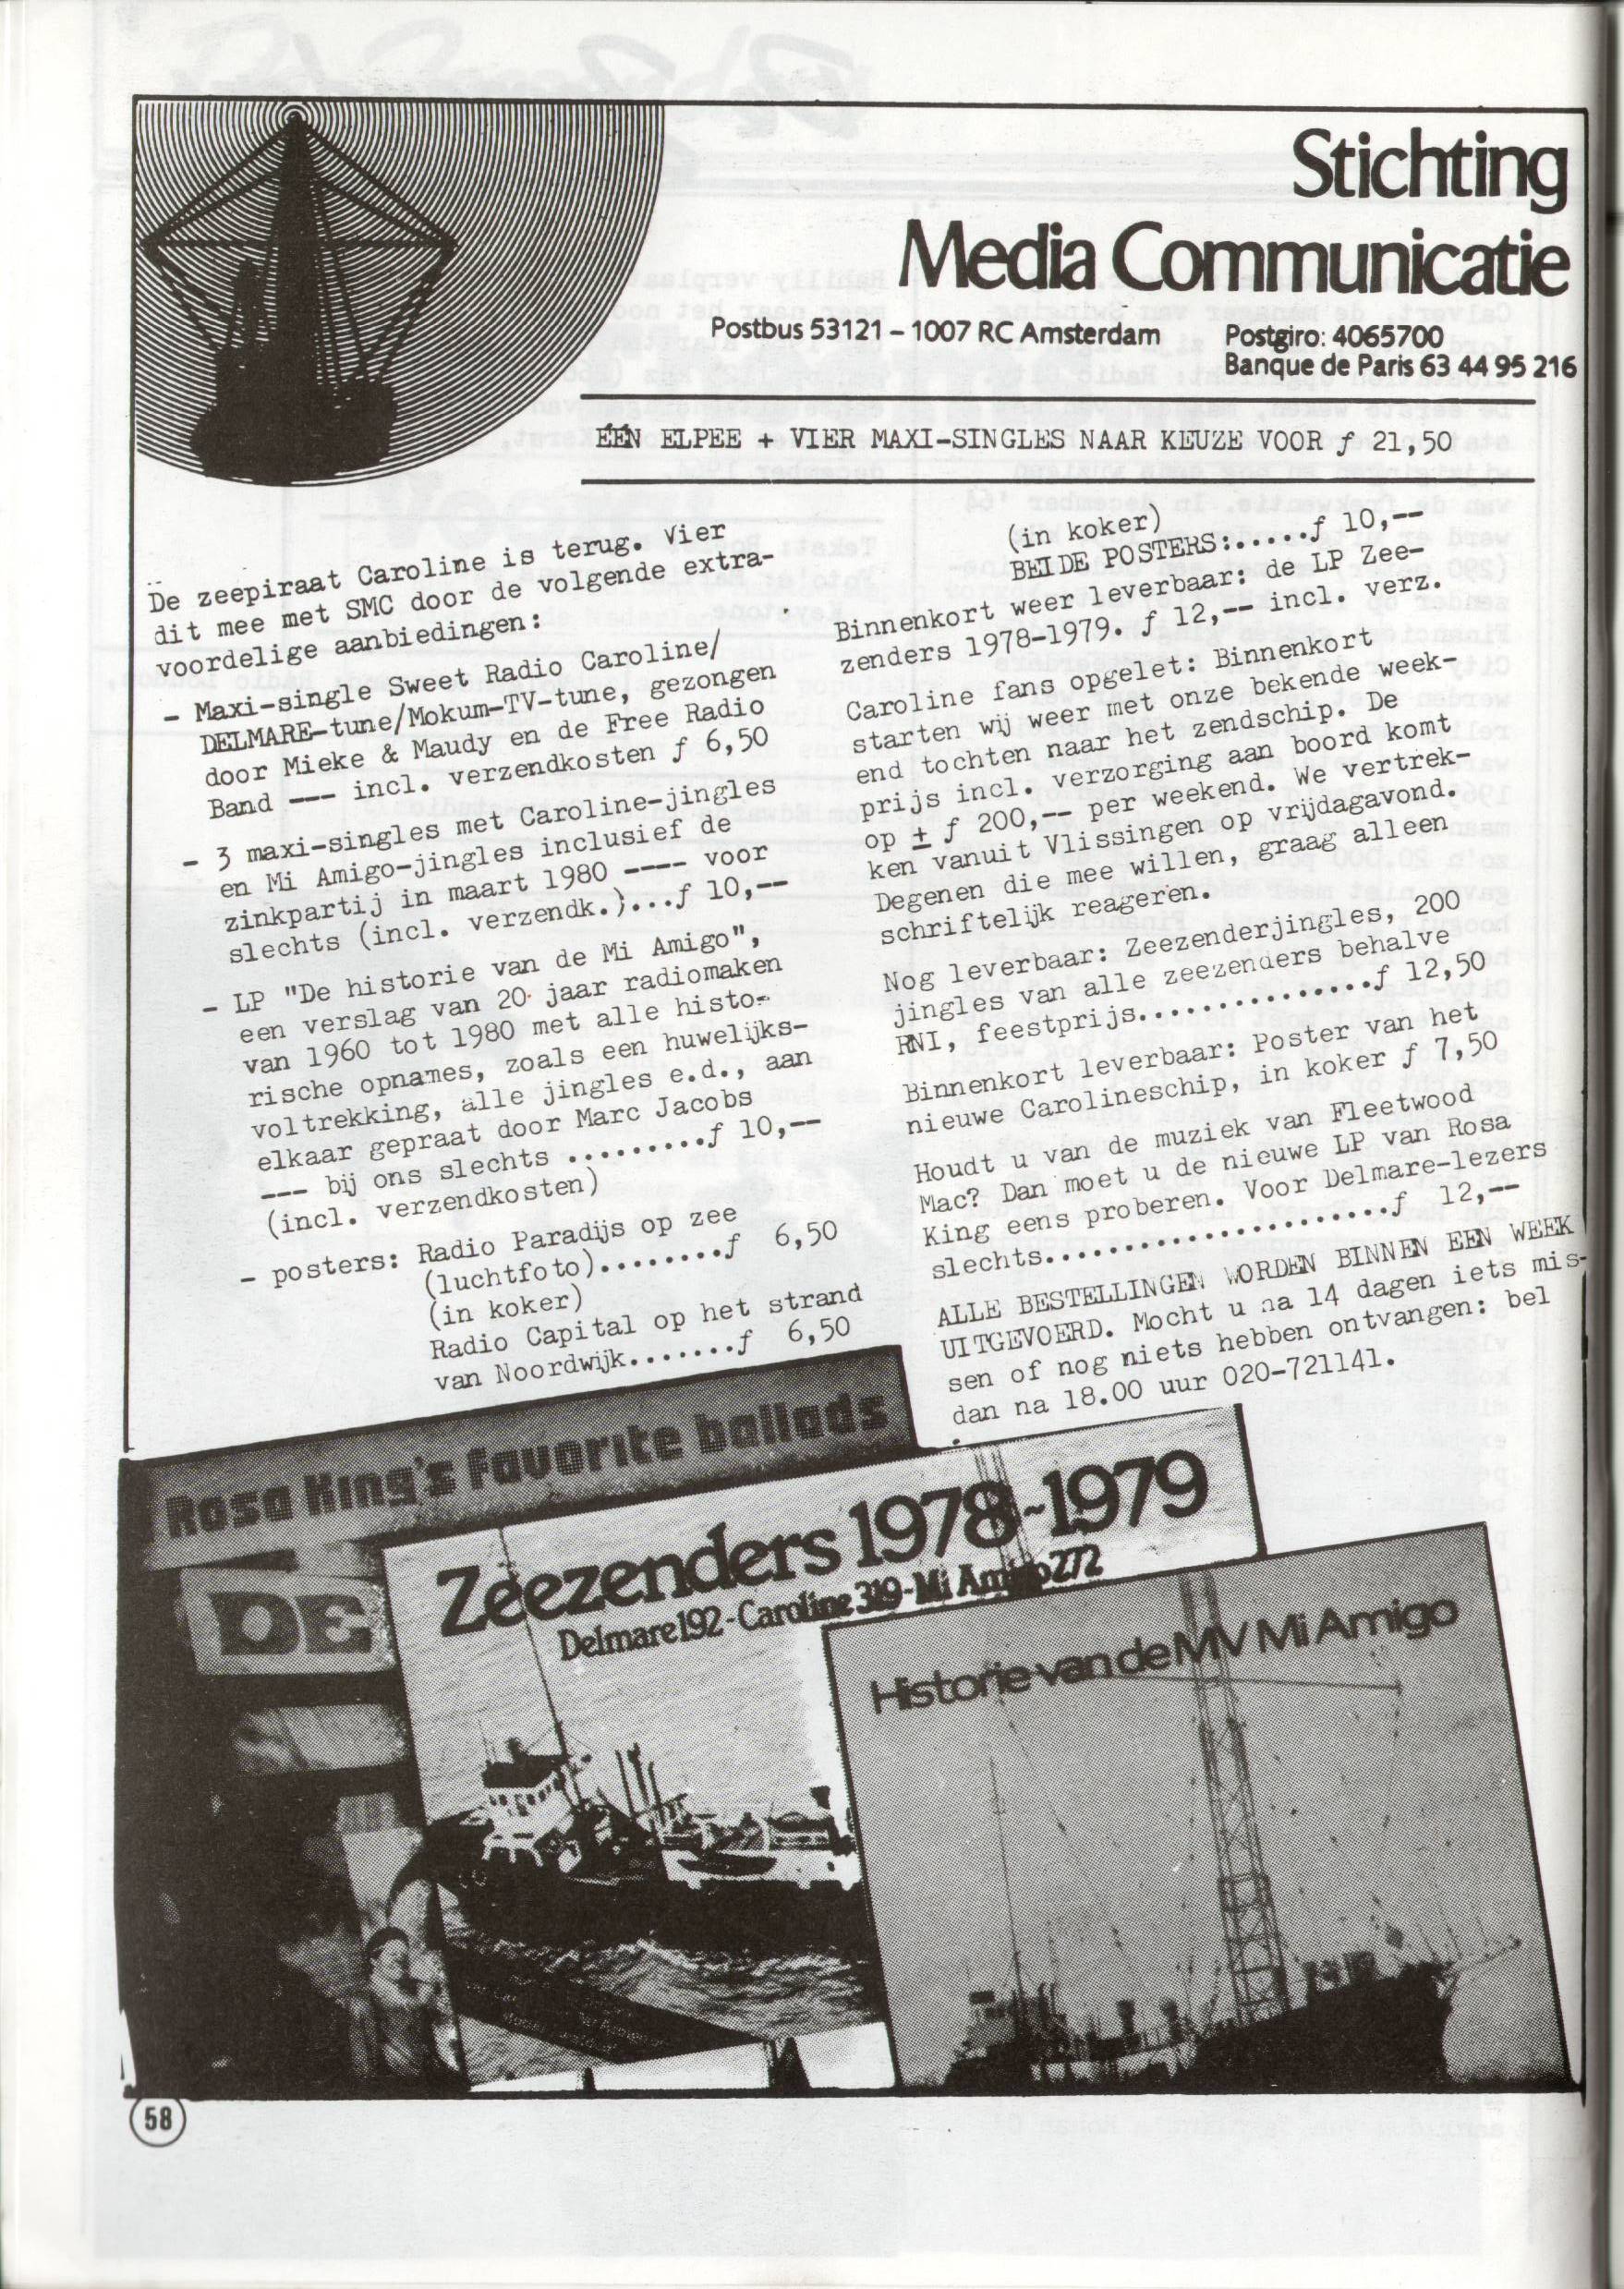 Stichting
Media Communicatie
Postbus 53121 – 1007 RC Amsterdam
Postgiro: 4065700
Banque de Paris 63 44 95 216
ÉÉN ELPEE + VIER MAXI-SINGLES NAAR KEUZE VOOR ƒ 21,50
De zeepiraat Caroline is terug. Vier
dit mee met SMC door de volgende extra-
voordelige aanbiedingen:
- Maxi-single Sweet Radio Caroline/
DELMARE-tune/Mokum-TV-tune, gezongen
door Mieke & Maudy en de Free Radio
Band --- incl. verzendkosten ƒ 6,50
- 3 maxi-singles met Caroline-jingles
en Mi Amigo-jingles inclusief de
zinkpartij in maart 1980 ---- voor
slechts (incl. verzendk.)...ƒ 10,--
- LP "De historie van de Mi Amigo",
een verslag van 20 jaar radiomaken
van 1960 tot 1980 met alle histo-
rische opnames, zoals een huwelijks-
voltrekking, alle jingles e.d., aan
elkaar gepraat door Marc Jacobs
--- bij ons slechts .........ƒ 10,--
(incl. verzendkosten)
- posters: Radio Paradijs op zee
(luchtfoto)........ƒ 6,50
(in koker)
Radio Capital op het strand
van Noordwijk.......ƒ 6,50
(in koker)
BEIDE POSTERS:.....ƒ 10,--
Binnenkort weer leverbaar: de LP Zee-
zenders 1978-1979. ƒ 12,-- incl. verz.
Caroline fans opgelet: Binnenkort
starten wij weer met onze bekende week-
end tochten naar het zendschip. De
prijs incl. verzorging aan boord komt
op ± ƒ 200,-- per weekend. We vertrek-
ken vanuit Vlissingen op vrijdagavond.
Degenen die mee willen, graag alleen
schriftelijk reageren.
Nog leverbaar: Zeezenderjingles, 200
jingles van alle zeezenders behalve
RNI, feestprijs...............ƒ 12,50
Binnenkort leverbaar: Poster van het
nieuwe Carolineschip, in koker ƒ 7,50
Houdt u van de muziek van Fleetwood
Mac? Dan moet u de nieuwe LP van Rosa
King eens proberen. Voor Delmare-lezers
slechts......................ƒ 12,--
ALLE BESTELLINGEN WORDEN BINNEN EEN WEEK
UITGEVOERD. Mocht u na 14 dagen iets mis-
sen of nog niets hebben ontvangen: bel
dan na 18.00 uur 020-721141.
Rosa King's favorite ballads
DE
Zeezenders 1978-1979
Delmare 192 - Caroline 319 - Mi Amigo 272
Historie van de MV Mi Amigo
58